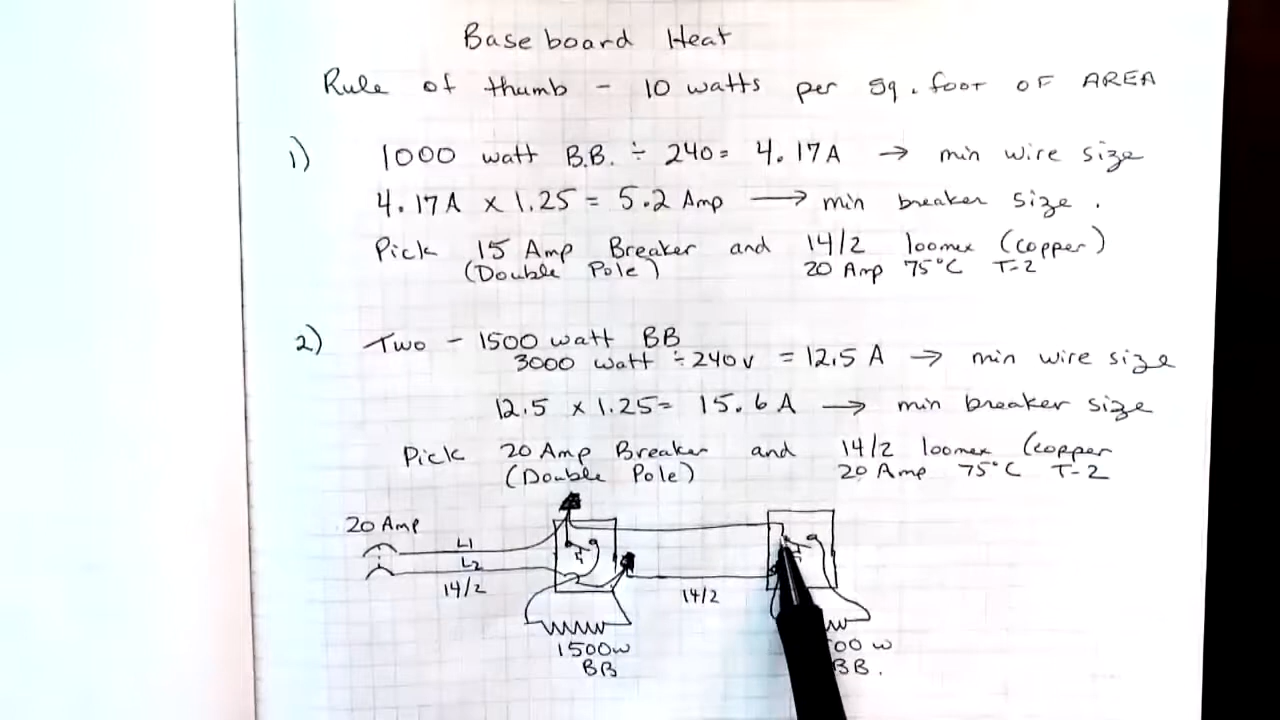 Baseboard Heat
Rule of thumb - 10 watts per sq. foot OF AREA
1) 1000 watt B.B. ÷ 240 = 4.17A → min wire size
4.17A x 1.25 = 5.2 Amp → min breaker size.
Pick 15 Amp Breaker and 14/2 loomex (copper)
(Double Pole) 20 Amp 75°C T-2
2) Two - 1500 watt BB
3000 watt ÷ 240v = 12.5 A → min wire size
12.5 x 1.25 = 15.6 A → min breaker size
Pick 20 Amp Breaker and 14/2 loomex (copper
(Double Pole) 20 Amp 75°C T-2
20 Amp
L1
L2
14/2
14/2
1500w
BB
00 w
BB.